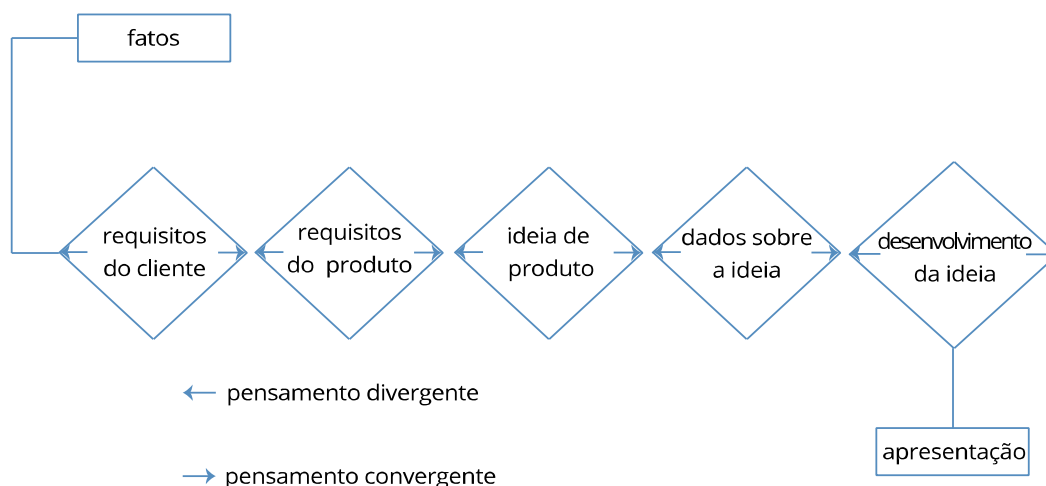 fatos
requisitos
do cliente
requisitos
do produto
ideia de
produto
dados sobre
a ideia
desenvolvimento
da ideia
pensamento divergente
apresentação
pensamento convergente